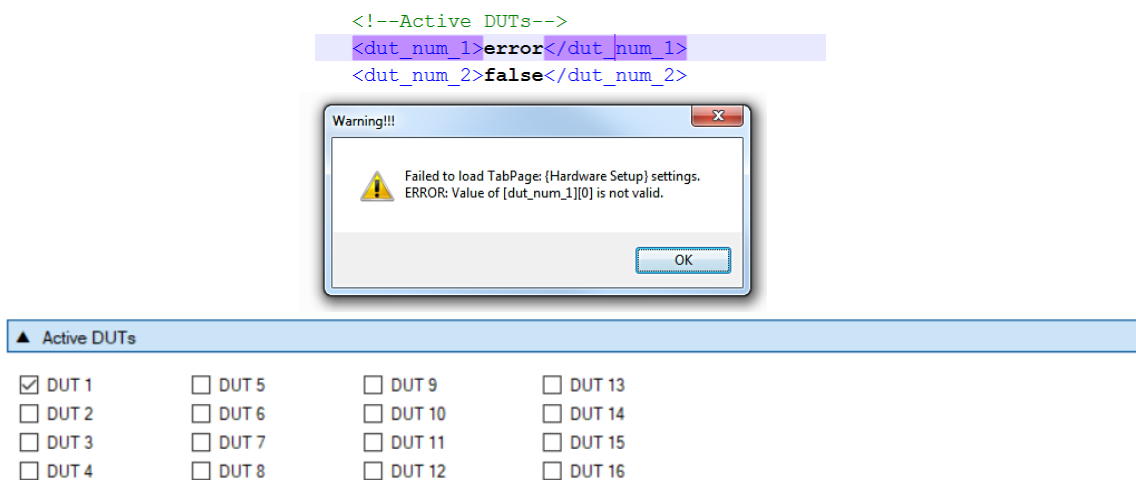 <!--Active DUTs-->
<dut_num_1>error</dut_num_1>
<dut_num_2>false</dut_num_2>
Warning!!!
Failed to load TabPage: {Hardware Setup} settings.
ERROR: Value of [dut_num_1][0] is not valid.
OK
Active DUTs
DUT 1 DUT 5 DUT 9 DUT 13
DUT 2 DUT 6 DUT 10 DUT 14
DUT 3 DUT 7 DUT 11 DUT 15
DUT 4 DUT 8 DUT 12 DUT 16